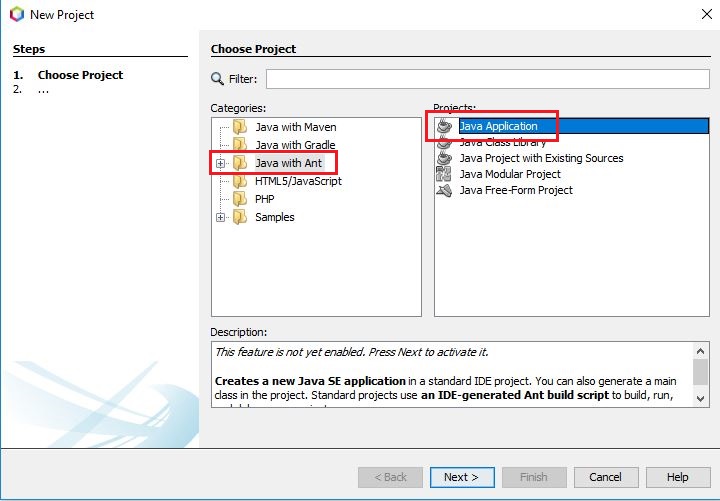 New Project
Steps
1. Choose Project
2. ...
Choose Project
Filter:
Categories:
Java with Maven
Java with Gradle
Java with Ant
HTML5/JavaScript
PHP
Samples
Projects:
Java Application
Java Class Library
Java Project with Existing Sources
Java Modular Project
Java Free-Form Project
Description:
This feature is not yet enabled. Press Next to activate it.
Creates a new Java SE application in a standard IDE project. You can also generate a main
class in the project. Standard projects use an IDE-generated Ant build script to build, run,
< Back
Next >
Finish
Cancel
Help